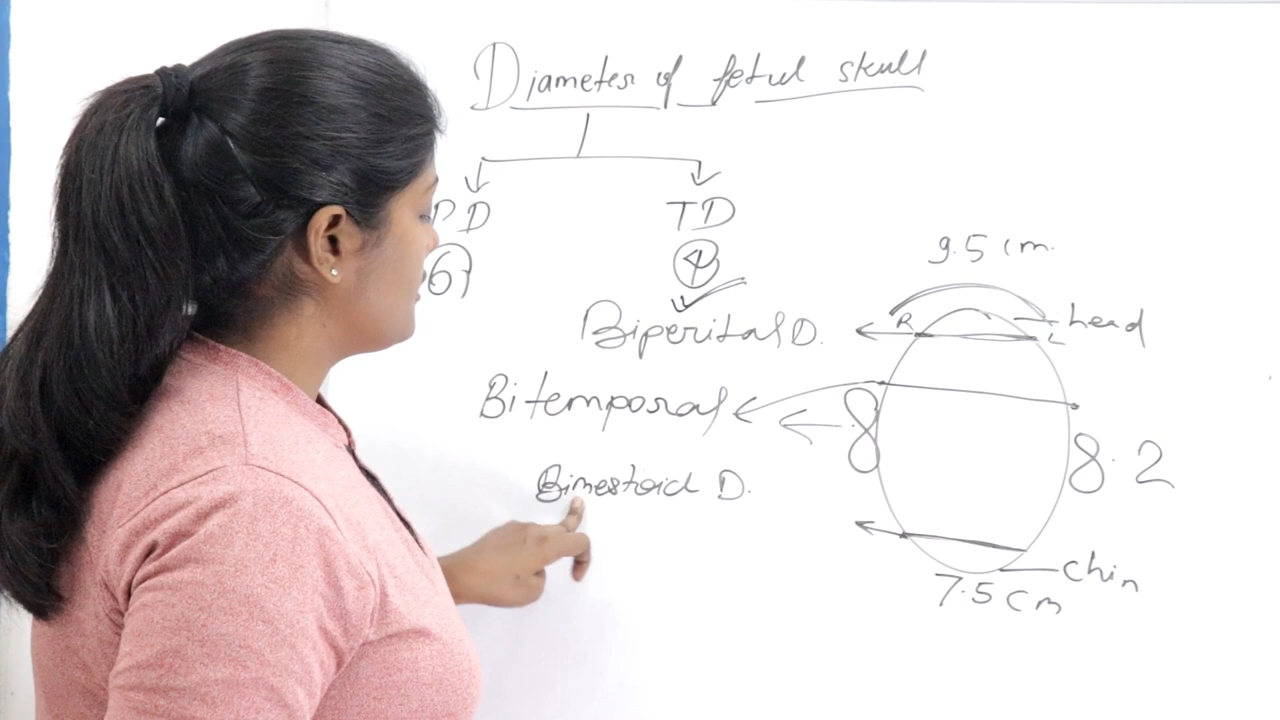 Diameter of fetul skull
PD TD
6 4
9.5 cm.
Biperital D. R L head
Bitemporal 8 8.2
Bimestoid D.
chin
7.5 cm